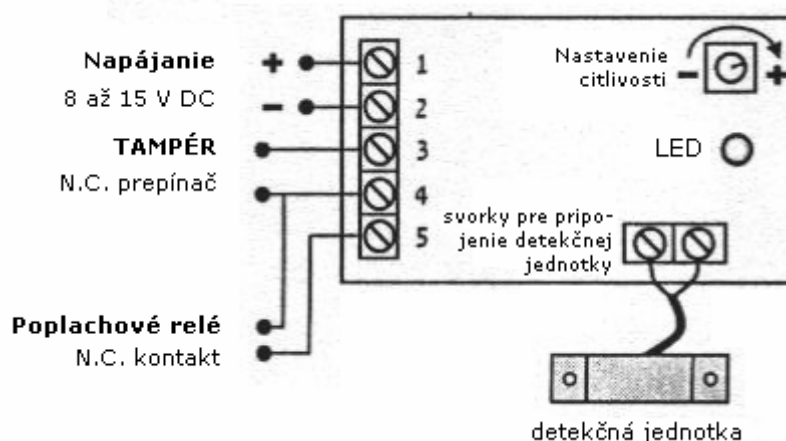 Napájanie
8 až 15 V DC
+
-
TAMPÉR
N.C. prepínač
Poplachové relé
N.C. kontakt
1
2
3
4
5
Nastavenie
citlivosti
-
+
LED
svorky pre pripo-
jenie detekčnej
jednotky
detekčná jednotka